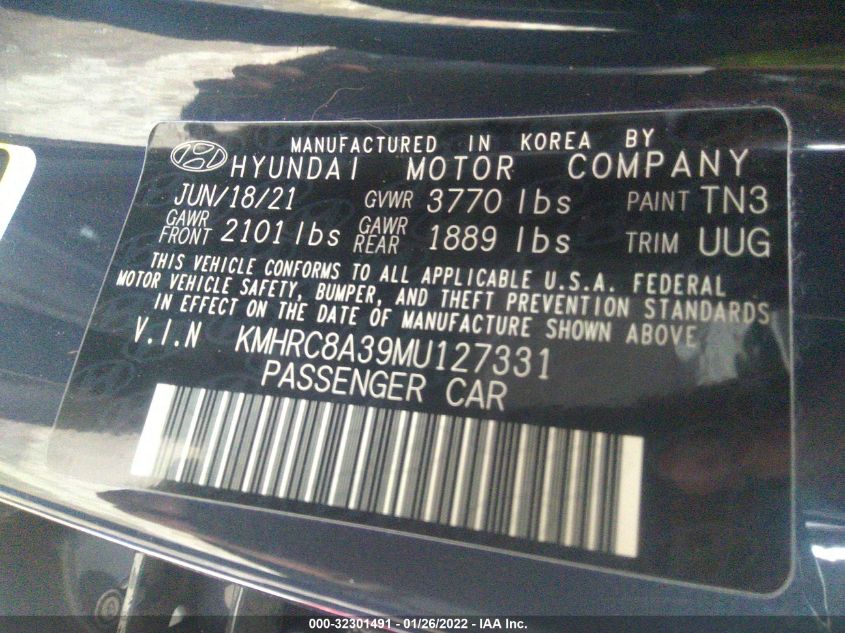 MANUFACTURED IN KOREA BY
HYUNDAI MOTOR COMPANY
JUN/18/21 GVWR 3770 lbs PAINT TN3
GAWR FRONT 2101 lbs GAWR REAR 1889 lbs TRIM UUG
THIS VEHICLE CONFORMS TO ALL APPLICABLE U.S.A. FEDERAL
MOTOR VEHICLE SAFETY, BUMPER, AND THEFT PREVENTION STANDARDS
IN EFFECT ON THE DATE OF MANUFACTURE SHOWN ABOVE
V.I.N KMHRC8A39MU127331
PASSENGER CAR
000-32301491 - 01/26/2022 - IAA Inc.